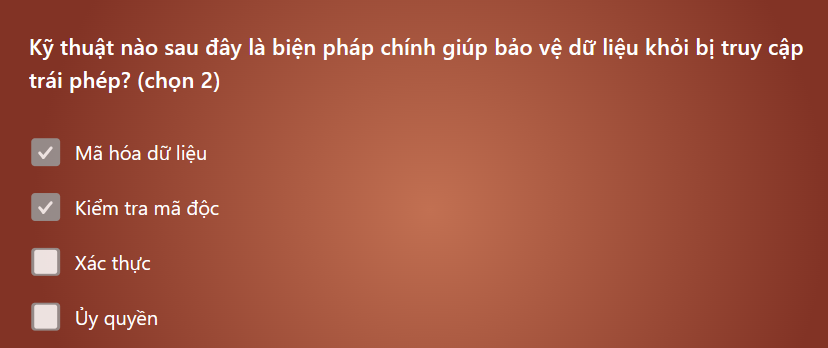 Kỹ thuật nào sau đây là biện pháp chính giúp bảo vệ dữ liệu khỏi bị truy cập
trái phép? (chọn 2)
Mã hóa dữ liệu
Kiểm tra mã độc
Xác thực
Ủy quyền